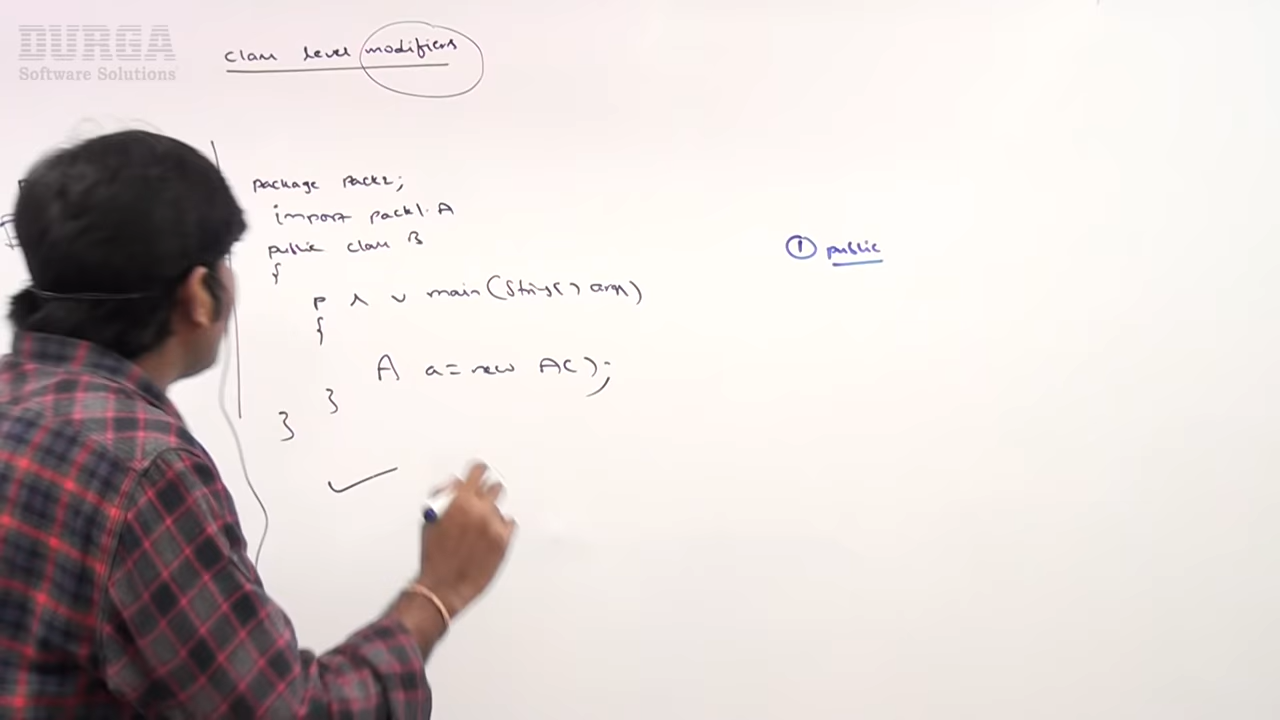 DURGA
Software Solutions
class level modifiers
package pack2;
import pack1.A
public class B
{
p s v main(String[] args)
{
A a=new A();
}
}
① public